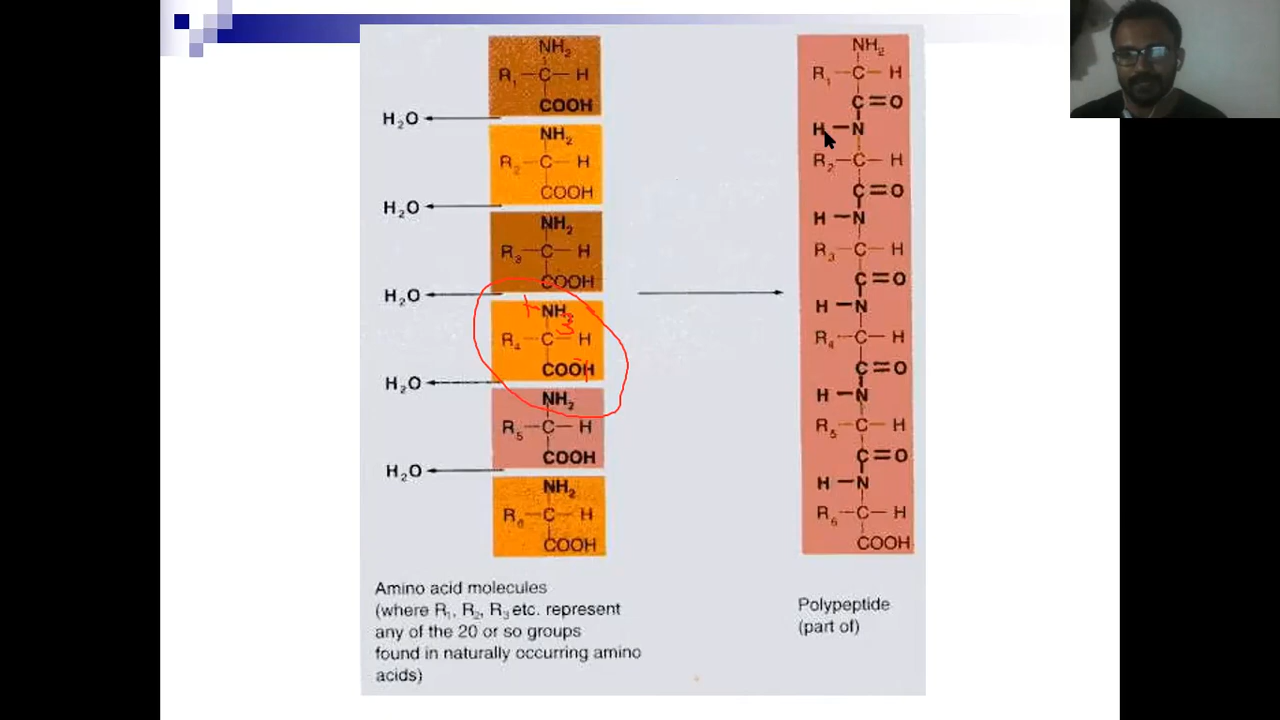 NH₂
R₁—C—H
COOH
H₂O
NH₂
R₂—C—H
COOH
H₂O
NH₂
R₃—C—H
COOH
H₂O
NH₂
R₄—C—H
COOH
H₂O
NH₂
R₅—C—H
COOH
H₂O
NH₂
R₆—C—H
COOH
Amino acid molecules
(where R₁, R₂, R₃ etc. represent
any of the 20 or so groups
found in naturally occurring amino
acids)
NH₂
R₁—C—H
C=O
H—N
R₂—C—H
C=O
H—N
R₃—C—H
C=O
H—N
R₄—C—H
C=O
H—N
R₅—C—H
C=O
H—N
R₆—C—H
COOH
Polypeptide
(part of)